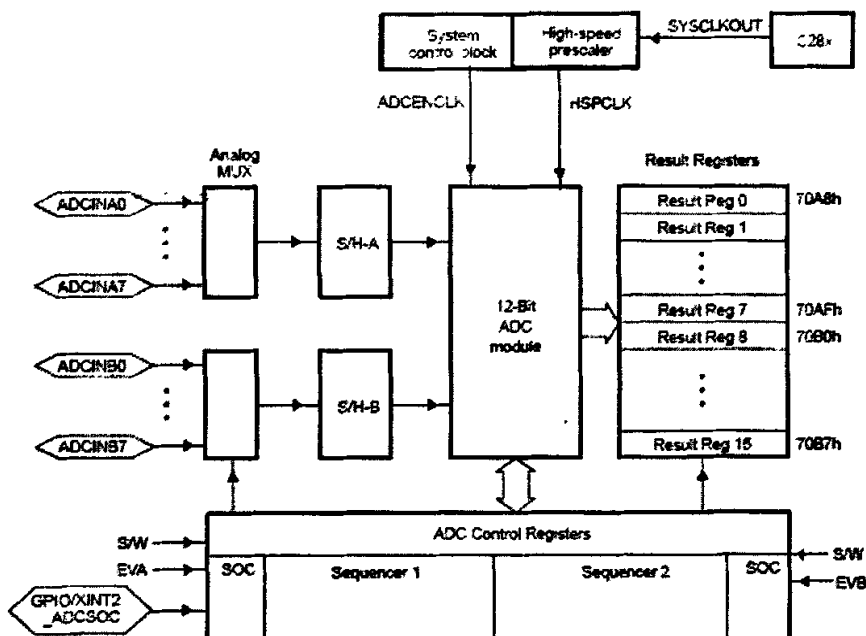 System
control block
High-speed
prescaler
SYSCLKOUT
C28x
ADCENCLK
HSPCLK
Analog
MUX
Result Registers
ADCINA0
ADCINA7
S/H-A
12-Bit
ADC
module
Result Reg 0
70A8h
Result Reg 1
Result Reg 7
70AFh
Result Reg 8
70B0h
ADCINB0
ADCINB7
S/H-B
Result Reg 15
70B7h
ADC Control Registers
S/W
EVA
GPIO/XINT2
_ADCSOC
SOC
Sequencer 1
Sequencer 2
SOC
S/W
EVB